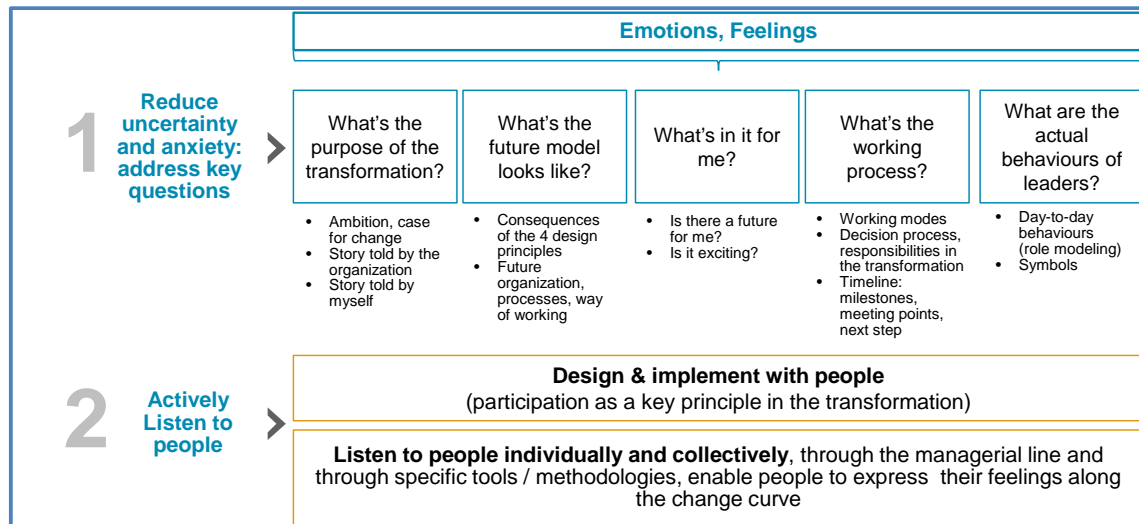 Emotions, Feelings
1
Reduce
uncertainty
and anxiety:
address key
questions
What's the
purpose of the
transformation?
What's the
future model
looks like?
What's in it for
me?
What's the
working
process?
What are the
actual
behaviours of
leaders?
• Ambition, case
for change
• Story told by the
organization
• Story told by
myself
• Consequences
of the 4 design
principles
• Future
organization,
processes, way
of working
• Is there a future
for me?
• Is it exciting?
• Working modes
• Decision process,
responsibilities in
the transformation
• Timeline:
milestones,
meeting points,
next step
• Day-to-day
behaviours
(role modeling)
• Symbols
2
Actively
Listen to
people
Design & implement with people
(participation as a key principle in the transformation)
Listen to people individually and collectively, through the managerial line and
through specific tools / methodologies, enable people to express  their feelings along
the change curve